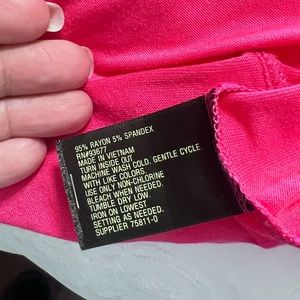 95% RAYON 5% SPANDEX
RN#93677
MADE IN VIETNAM
TURN INSIDE OUT
MACHINE WASH COLD. GENTLE CYCLE.
WITH LIKE COLORS.
USE ONLY NON-CHLORINE
BLEACH WHEN NEEDED.
TUMBLE DRY LOW.
IRON ON LOWEST
SETTING AS NEEDED.
SUPPLIER 75811-0